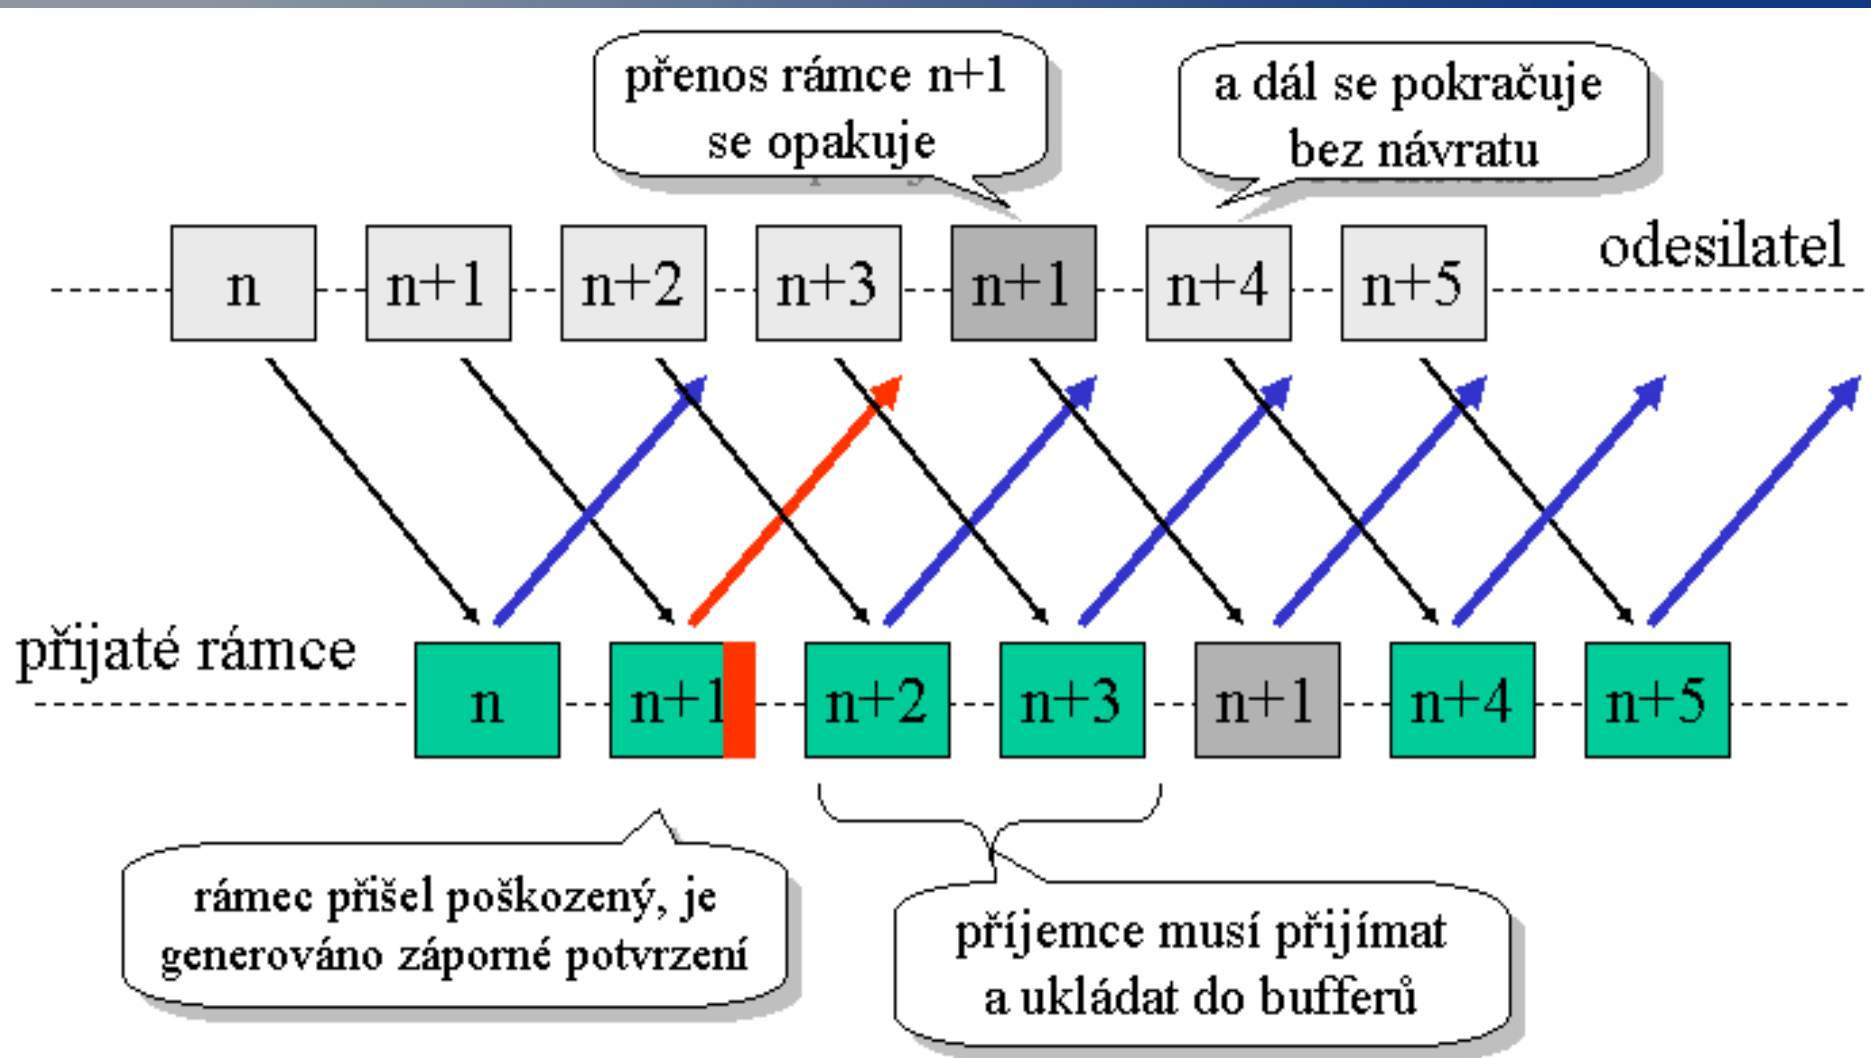 přenos rámce n+1
se opakuje
a dál se pokračuje
bez návratu
odesilatel
n
n+1
n+2
n+3
n+1
n+4
n+5
přijaté rámce
n
n+1
n+2
n+3
n+1
n+4
n+5
rámec přišel poškozený, je
generováno záporné potvrzení
příjemce musí přijímat
a ukládat do bufferů